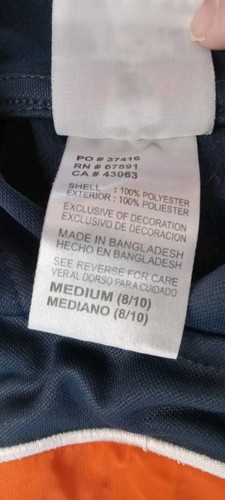 PO # 37416
RN # 67891
CA # 43063
SHELL : 100% POLYESTER
EXTERIOR : 100% POLIESTER
EXCLUSIVE OF DECORATION
EXCLUSIVO DE DECORACION
MADE IN BANGLADESH
HECHO EN BANGLADESH
SEE REVERSE FOR CARE
VER AL DORSO PARA CUIDADO
MEDIUM (8/10)
MEDIANO (8/10)